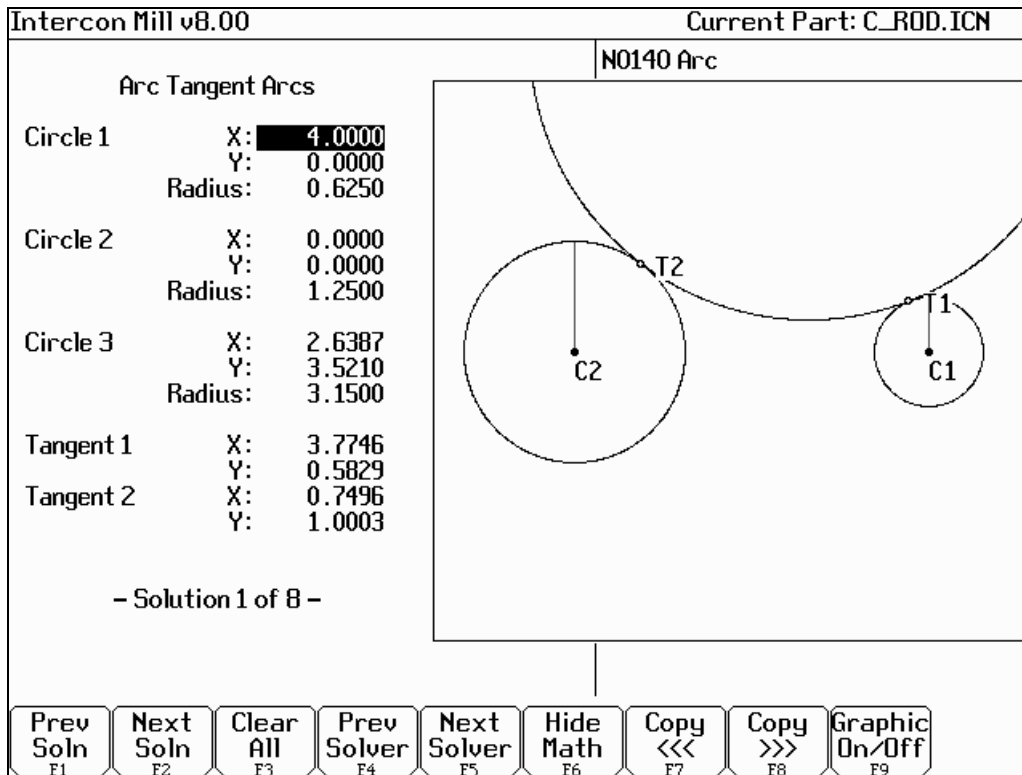 Intercon Mill v8.00 Current Part: C_ROD.ICN
N0140 Arc
Arc Tangent Arcs
Circle 1 X: 4.0000
Y: 0.0000
Radius: 0.6250
Circle 2 X: 0.0000
Y: 0.0000
Radius: 1.2500
Circle 3 X: 2.6387
Y: 3.5210
Radius: 3.1500
Tangent 1 X: 3.7746
Y: 0.5829
Tangent 2 X: 0.7496
Y: 1.0003
- Solution 1 of 8 -
T2
T1
C2
C1
Prev Soln F1
Next Soln F2
Clear All F3
Prev Solver F4
Next Solver F5
Hide Math F6
Copy <<< F7
Copy >>> F8
Graphic On/Off F9